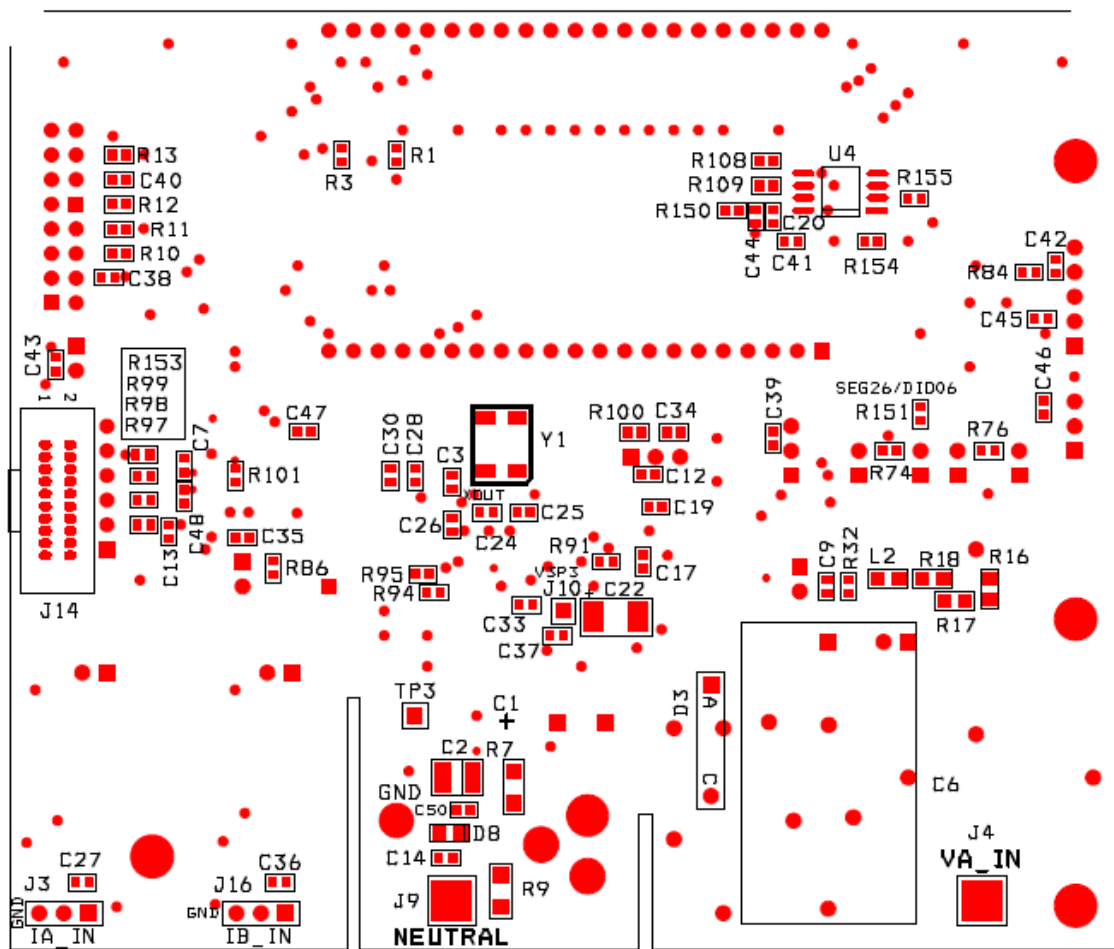 R13
R3
R1
R108
U4
C40
R109
R155
R12
R150
C20
R11
C44
C41
R154
C42
R10
C38
R84
C45
C43
R153
R99
R98
R97
1 2
SEG26/DIO06
C46
C47
R100
C34
C39
R151
R76
C7
C30
C28
C3
Y1
R74
R101
C12
XOUT
C48
C26
C25
C19
C13
C35
C24
R91
C17
C9
R32
L2
R18
R16
R86
R95
VSP3
J10
+
C22
R94
J14
C33
R17
C37
TP3
C1
+
D3
A
C2
R7
C
C6
GND
C50
D8
J4
C14
VA_IN
C27
C36
J3
J16
J9
R9
GND
GND
IA_IN
IB_IN
NEUTRAL